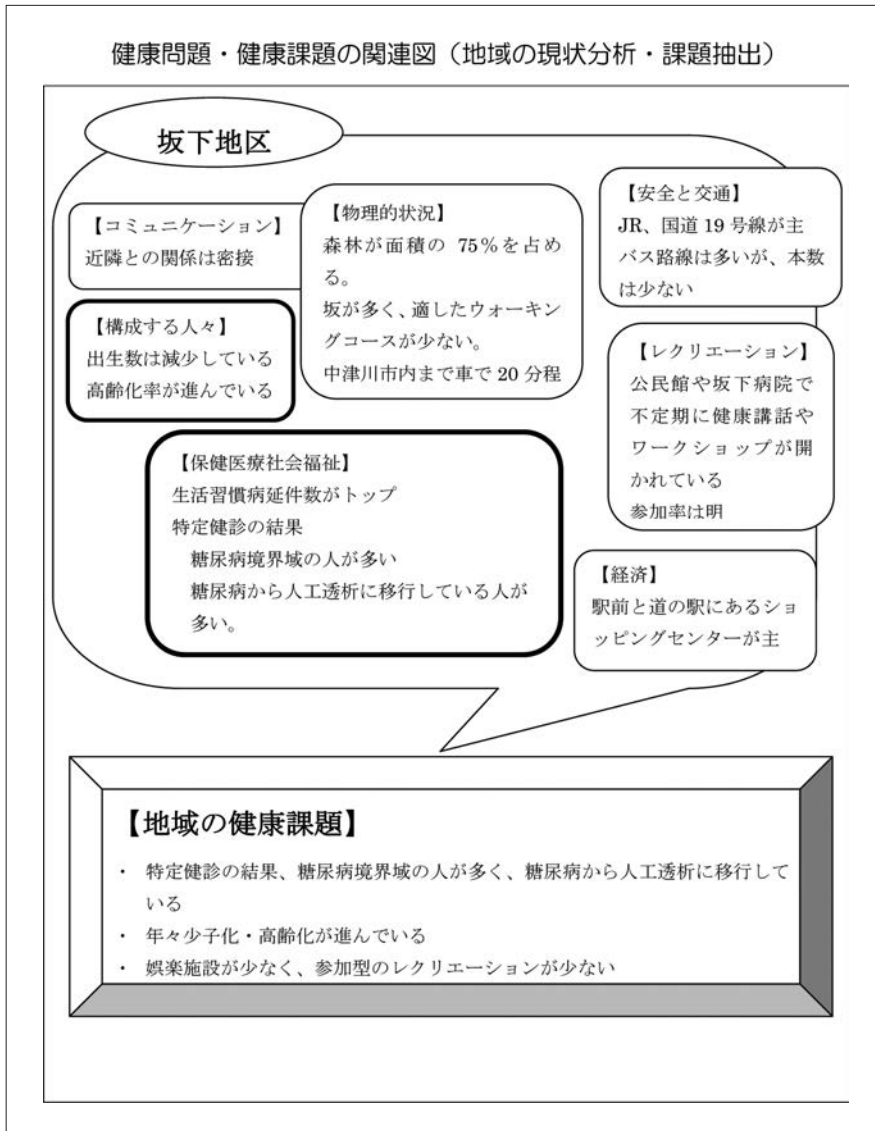 健康問題・健康課題の関連図（地域の現状分析・課題抽出）
坂下地区
【コミュニケーション】
近隣との関係は密接
【物理的状況】
森林が面積の 75％を占め
る。
坂が多く、適したウォーキン
グコースが少ない。
中津川市内まで車で 20 分程
【安全と交通】
JR、国道 19 号線が主
バス路線は多いが、本数
は少ない
【構成する人々】
出生数は減少している
高齢化率が進んでいる
【レクリエーション】
公民館や坂下病院で
不定期に健康講話や
ワークショップが開
かれている
参加率は明
【保健医療社会福祉】
生活習慣病延件数がトップ
特定健診の結果
糖尿病境界域の人が多い
糖尿病から人工透析に移行している人が
多い。
【経済】
駅前と道の駅にあるショ
ッピングセンターが主
【地域の健康課題】
・ 特定健診の結果、糖尿病境界域の人が多く、糖尿病から人工透析に移行して
いる
・ 年々少子化・高齢化が進んでいる
・ 娯楽施設が少なく、参加型のレクリエーションが少ない